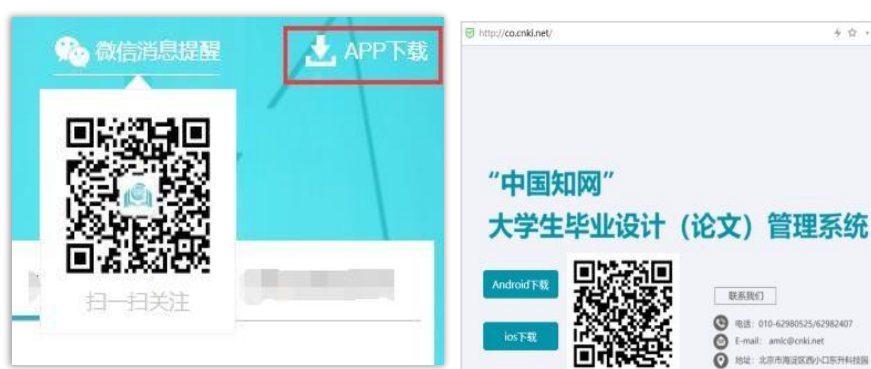 微信消息提醒
APP下载
扫一扫关注
http://co.cnki.net/
“中国知网”
大学生毕业设计（论文）管理系统
Android下载
ios下载
联系我们
电话：010-62980525/62982407
E-mail: amlc@cnki.net
地址：北京市海淀区西小口东升科技园